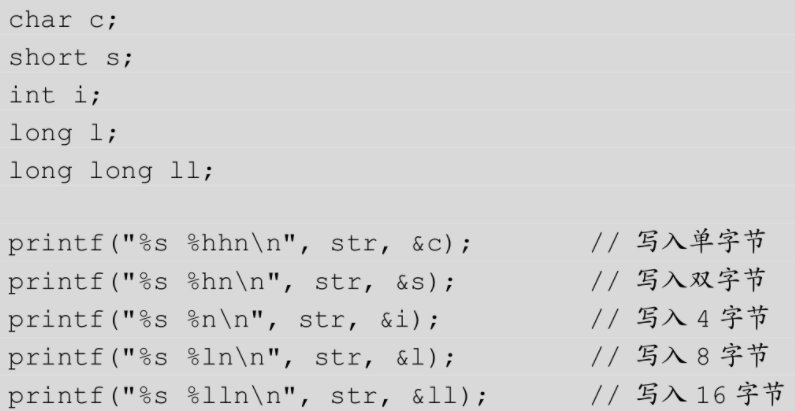 char c;
short s;
int i;
long l;
long long ll;
printf("%s %hhn\n", str, &c); // 写入单字节
printf("%s %hn\n", str, &s); // 写入双字节
printf("%s %n\n", str, &i); // 写入 4 字节
printf("%s %ln\n", str, &l); // 写入 8 字节
printf("%s %lln\n", str, &ll); // 写入 16 字节